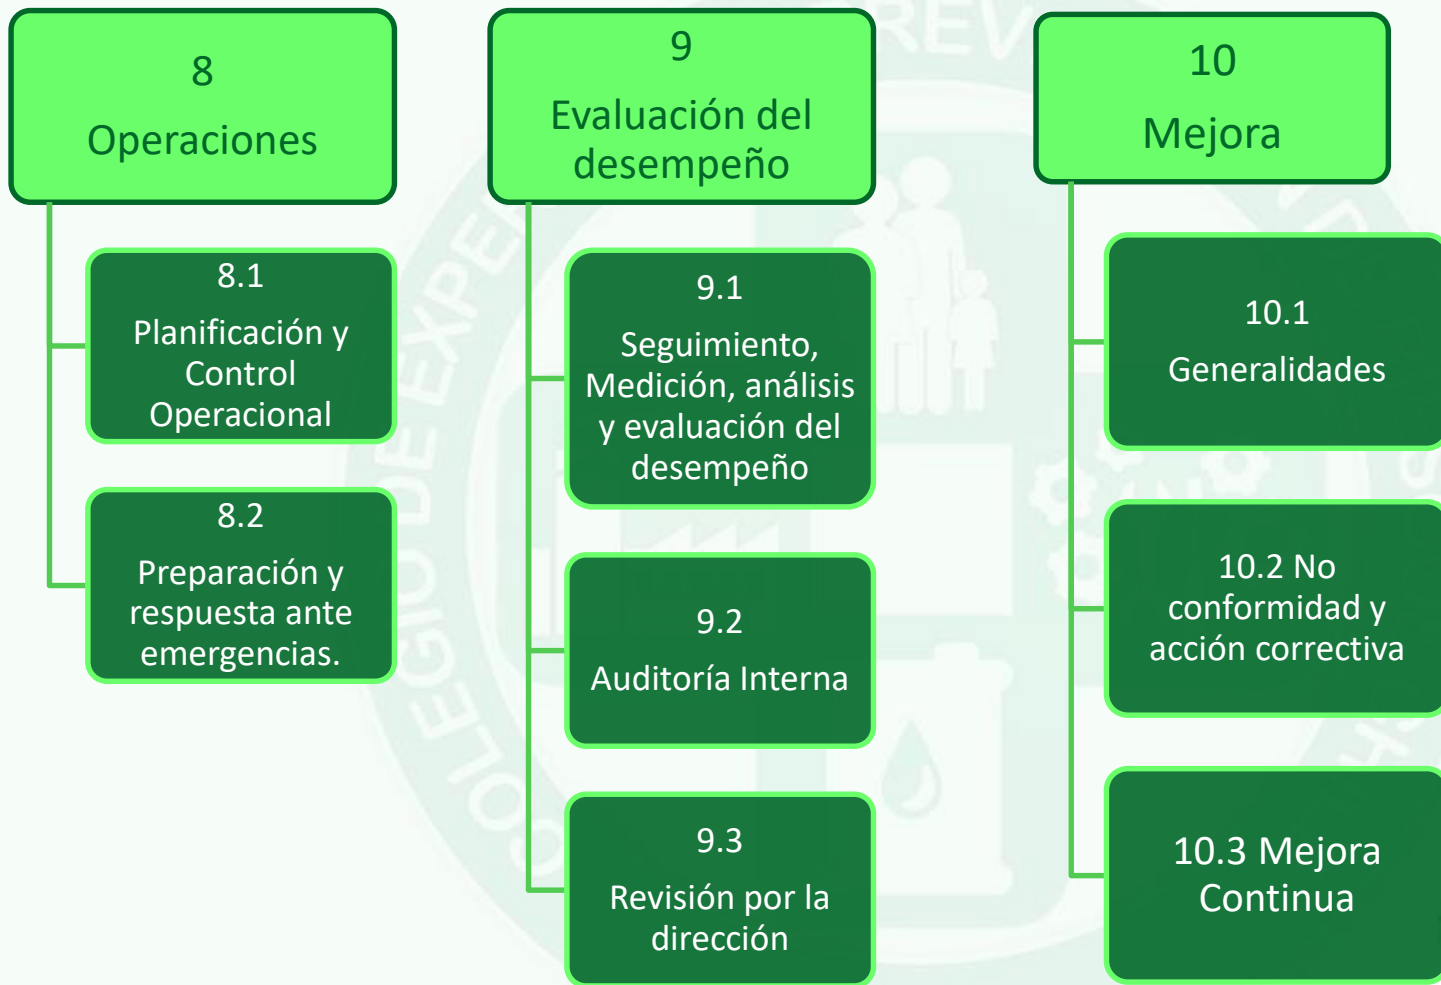 8
Operaciones
8.1
Planificación y
Control
Operacional
8.2
Preparación y
respuesta ante
emergencias.
9
Evaluación del
desempeño
9.1
Seguimiento,
Medición, análisis
y evaluación del
desempeño
9.2
Auditoría Interna
9.3
Revisión por la
dirección
10
Mejora
10.1
Generalidades
10.2 No
conformidad y
acción correctiva
10.3 Mejora
Continua
COLEGIO DE